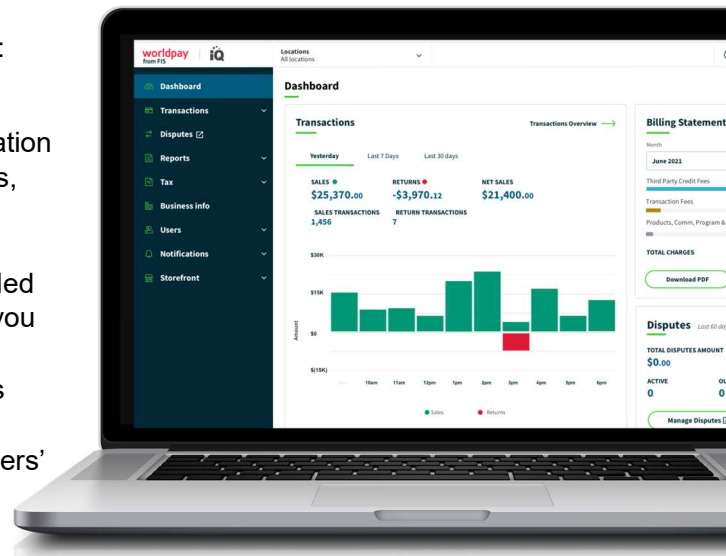 :
ation
s,
led
you
s
ers’
worldpay
from FIS
iQ
Locations
All locations
Dashboard
Transactions
Disputes
Reports
Tax
Business info
Users
Notifications
Storefront
Dashboard
Transactions
Transactions Overview
Yesterday
Last 7 Days
Last 30 days
SALES
RETURNS
NET SALES
$25,370.00
-$3,970.12
$21,400.00
SALES TRANSACTIONS
RETURN TRANSACTIONS
1,456
7
$30K
$15K
$0
$(15K)
Amount
10am
11am
12pm
1pm
2pm
3pm
4pm
5pm
6pm
Sales
Returns
Billing Statement
Month
June 2021
Third Party Credit Fees
Transaction Fees
Products, Comm, Program &
TOTAL CHARGES
Download PDF
Disputes
Last 60 day
TOTAL DISPUTES AMOUNT
$0.00
ACTIVE
OU
0
0
Manage Disputes